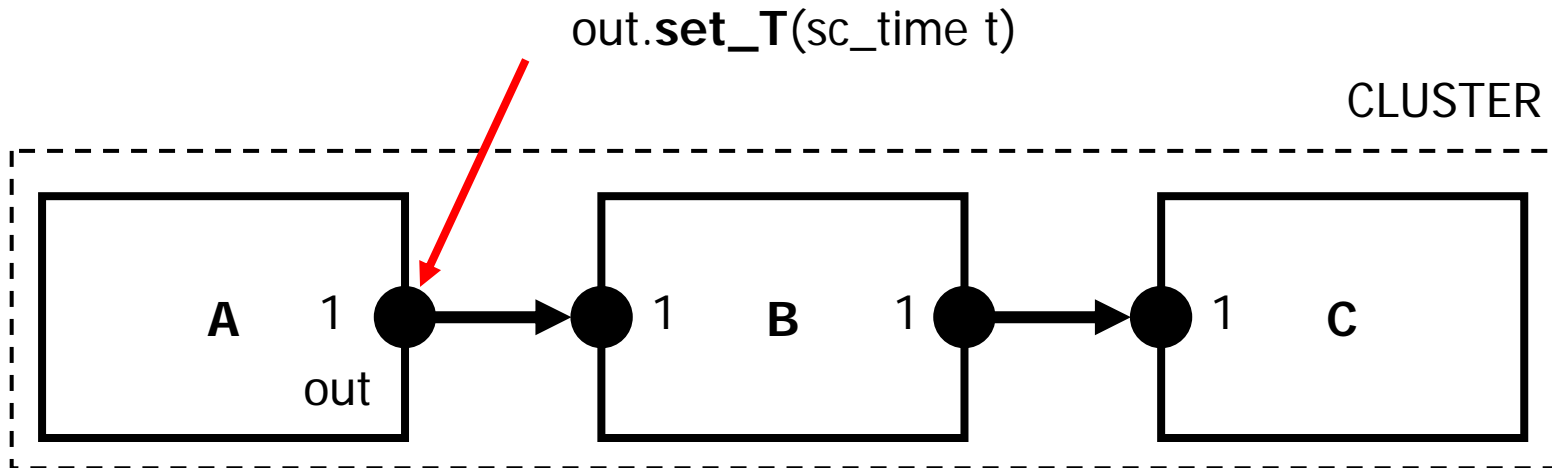 out.set_T(sc_time t)
CLUSTER
A 1 1 B 1 1 C
out